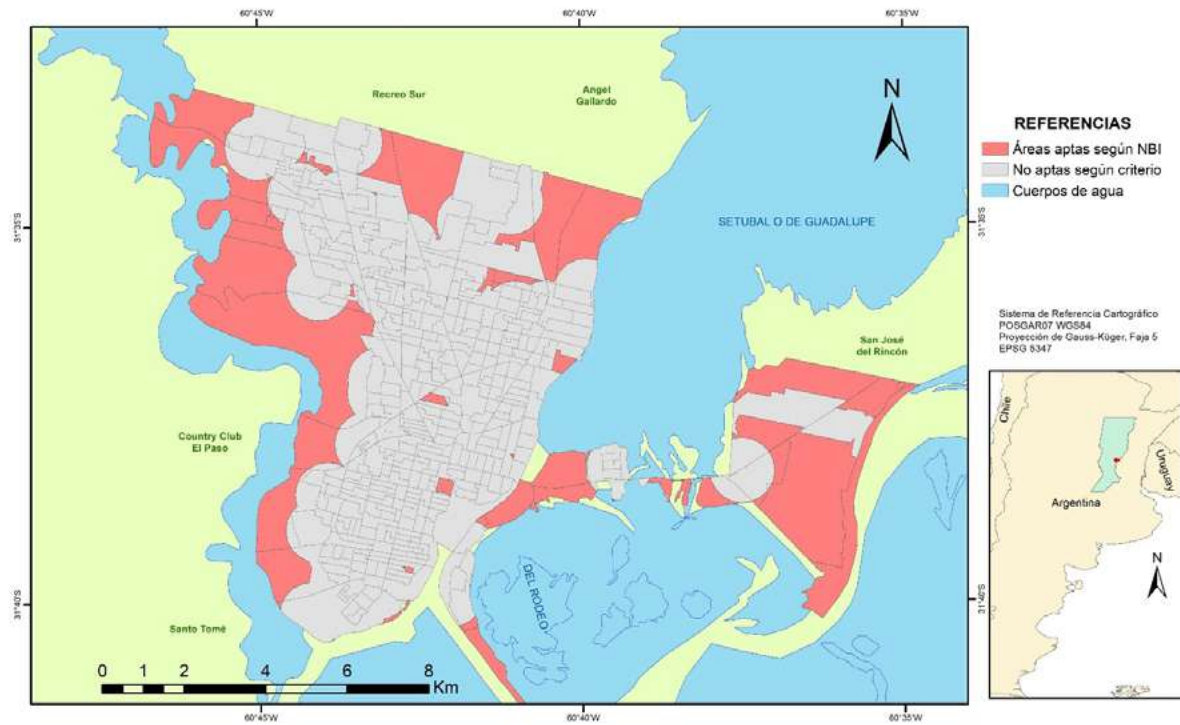 60°45'W
60°40'W
60°35'W
Recreo Sur
Angel
Gallardo
N
REFERENCIAS
Áreas aptas según NBI
No aptas según criterio
Cuerpos de agua
31°35'S
SETUBAL O DE GUADALUPE
31°35'S
Sistema de Referencia Cartográfico
POSGAR07 WGS84
Proyección de Gauss-Küger, Faja 5
EPSG 5347
San José
del Rincón
Country Club
El Paso
Chile
Uruguay
Argentina
N
DEL RODEO
31°40'S
31°40'S
Santo Tomé
0 1 2 4 6 8
Km
60°45'W
60°40'W
60°35'W